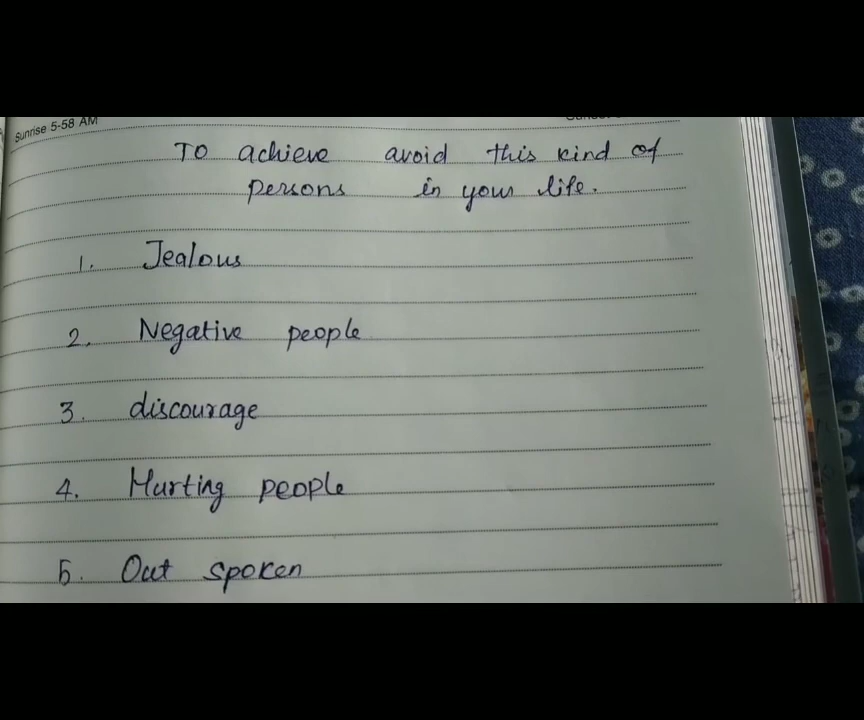 Sunrise 5-58 AM
To achieve avoid this kind of
persons in your life.
1. Jealous
2. Negative people
3. discourage
4. Hurting people
5. Out spoken